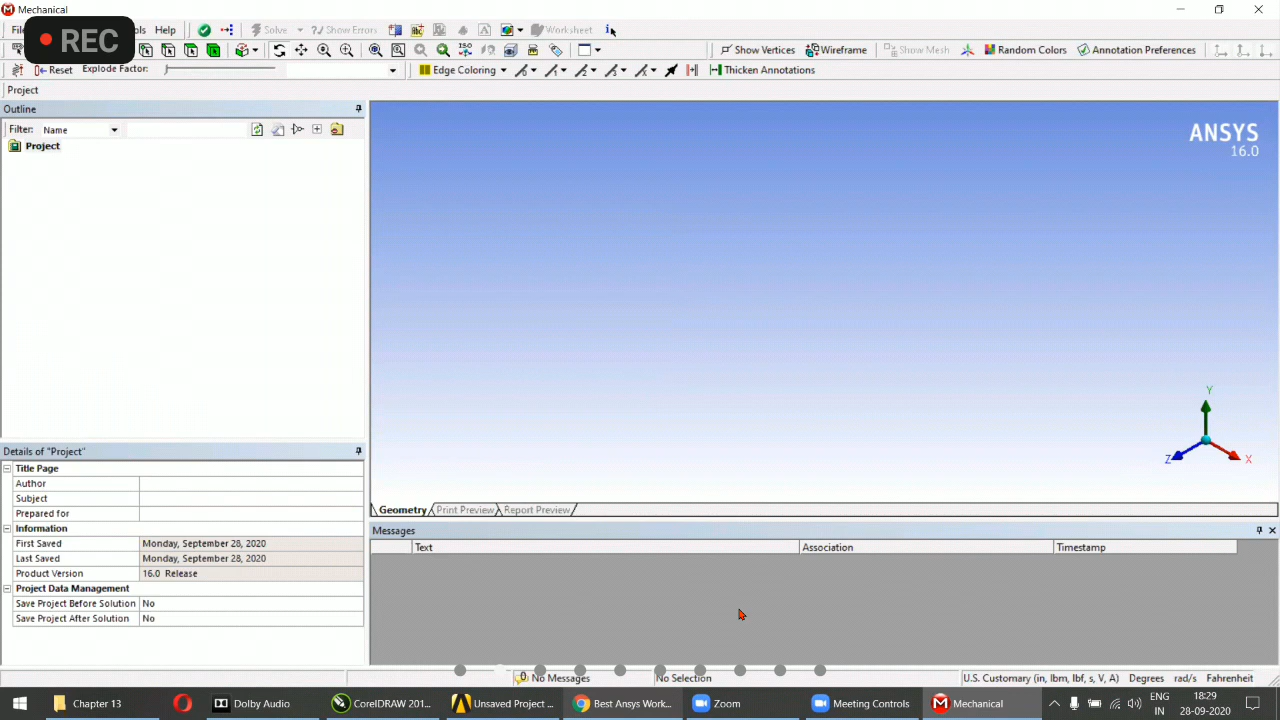 Mechanical
REC
Help
Solve
Show Errors
Worksheet
Show Vertices
Wireframe
Show Mesh
Random Colors
Annotation Preferences
Reset
Explode Factor:
Edge Coloring
Thicken Annotations
Project
Outline
Filter: Name
Project
ANSYS
16.0
Y
Z
X
Details of "Project"
Title Page
Author
Subject
Prepared for
Information
First Saved Monday, September 28, 2020
Last Saved Monday, September 28, 2020
Product Version 16.0 Release
Project Data Management
Save Project Before Solution No
Save Project After Solution No
Geometry
Print Preview
Report Preview
Messages
Text Association Timestamp
0 No Messages
No Selection
U.S. Customary (in, lbm, lbf, s, V, A) Degrees rad/s Fahrenheit
Chapter 13
Dolby Audio
CorelDRAW 201...
Unsaved Project ...
Best Ansys Work...
Zoom
Meeting Controls
Mechanical
ENG
IN
18:29
28-09-2020